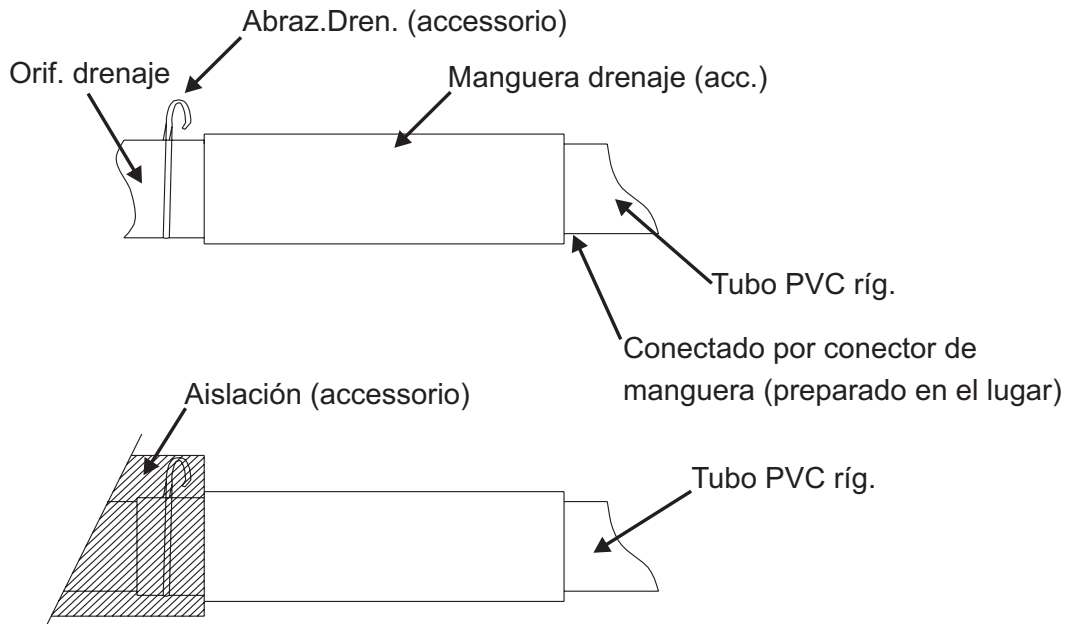 Abraz.Dren. (accessorio)
Orif. drenaje
Manguera drenaje (acc.)
Tubo PVC ríg.
Conectado por conector de
manguera (preparado en el lugar)
Aislación (accessorio)
Tubo PVC ríg.